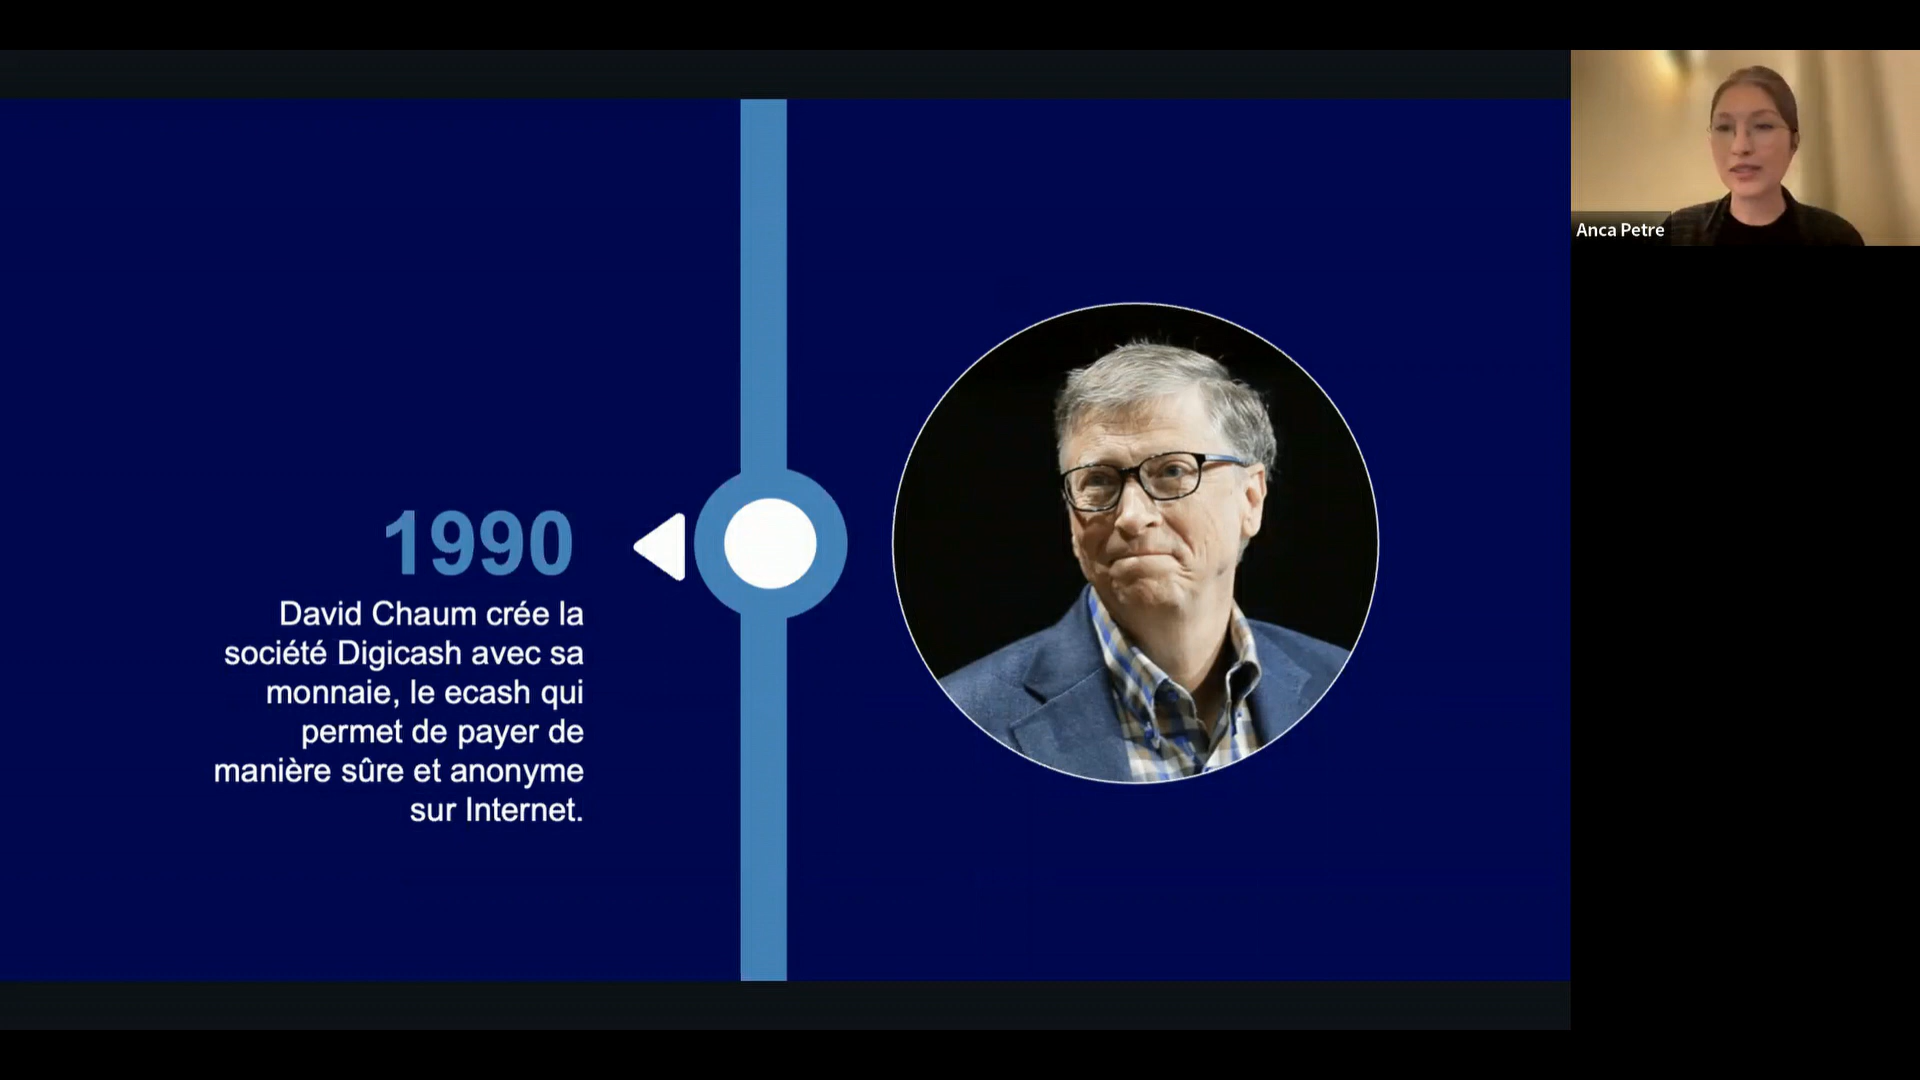 1990
David Chaum crée la
société Digicash avec sa
monnaie, le ecash qui
permet de payer de
manière sûre et anonyme
sur Internet.
Anca Petre